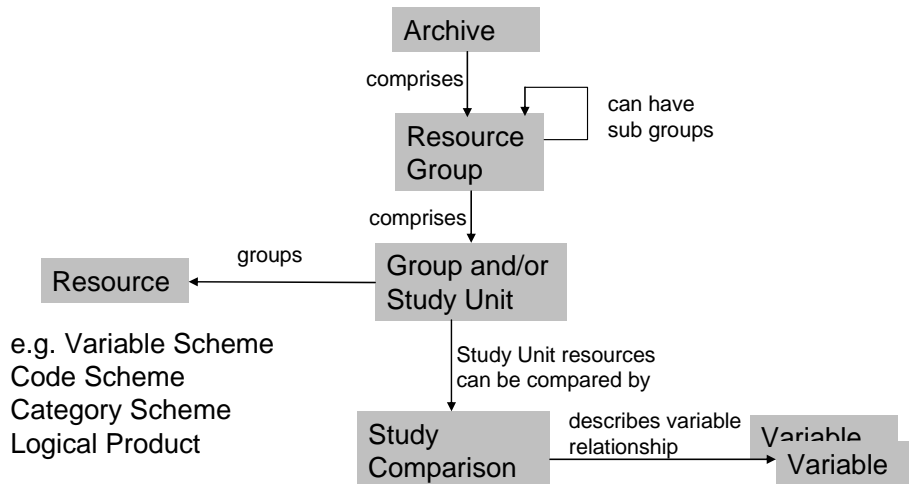 Archive
comprises
can have
sub groups
Resource
Group
comprises
groups
Group and/or
Study Unit
Resource
e.g. Variable Scheme
Code Scheme
Category Scheme
Logical Product
Study Unit resources
can be compared by
describes variable
relationship
Study
Comparison
Variable
Variable